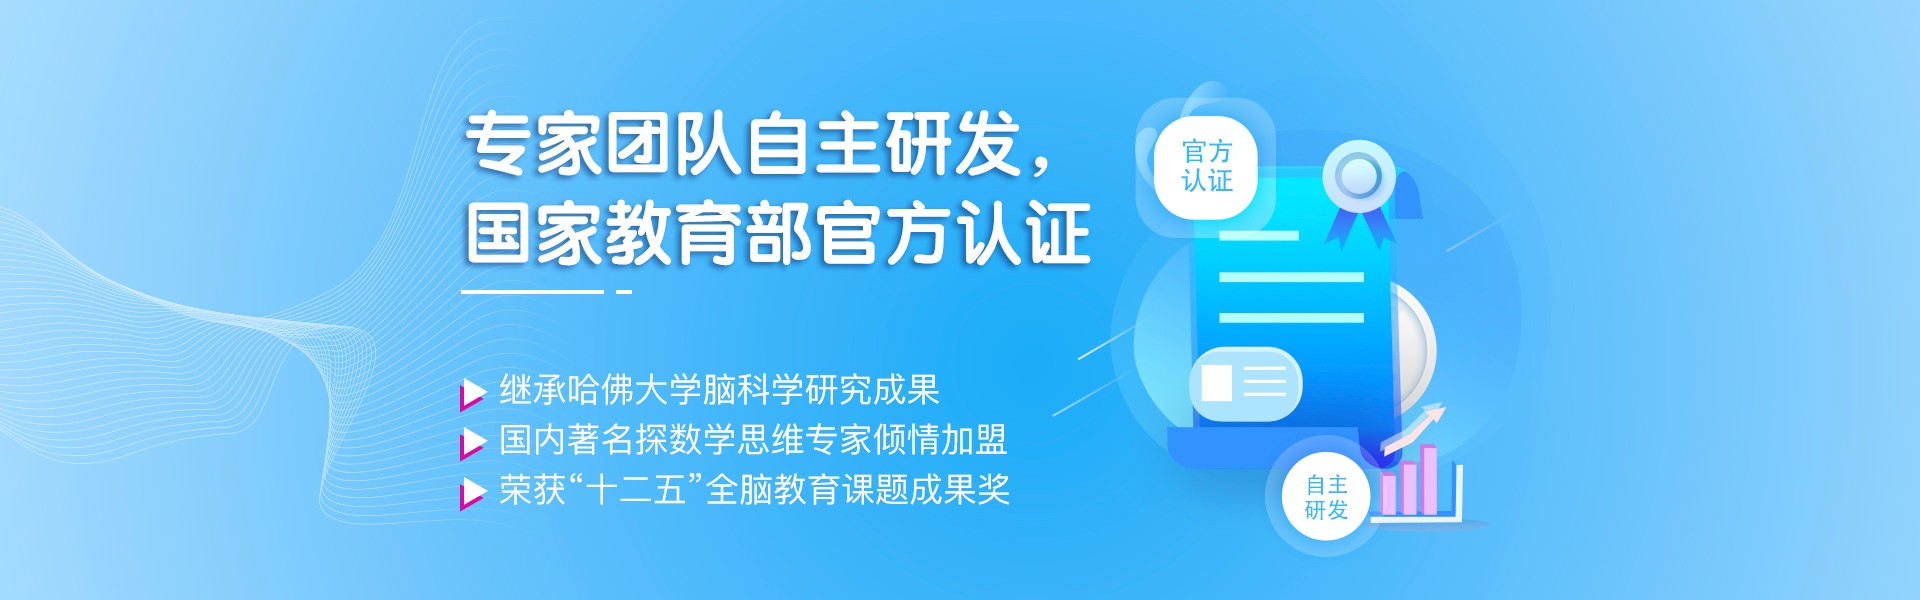 专家团队自主研发，
国家教育部官方认证
继承哈佛大学脑科学研究成果
国内著名探数学思维专家倾情加盟
荣获“十二五”全脑教育课题成果奖
官方
认证
自主
研发